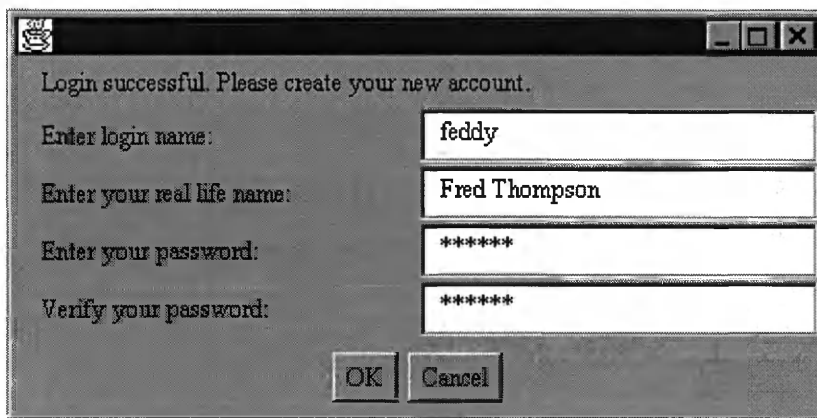 Login successful. Please create your new account.
Enter login name: feddy
Enter your real life name: Fred Thompson
Enter your password: ******
Verify your password: ******
OK Cancel